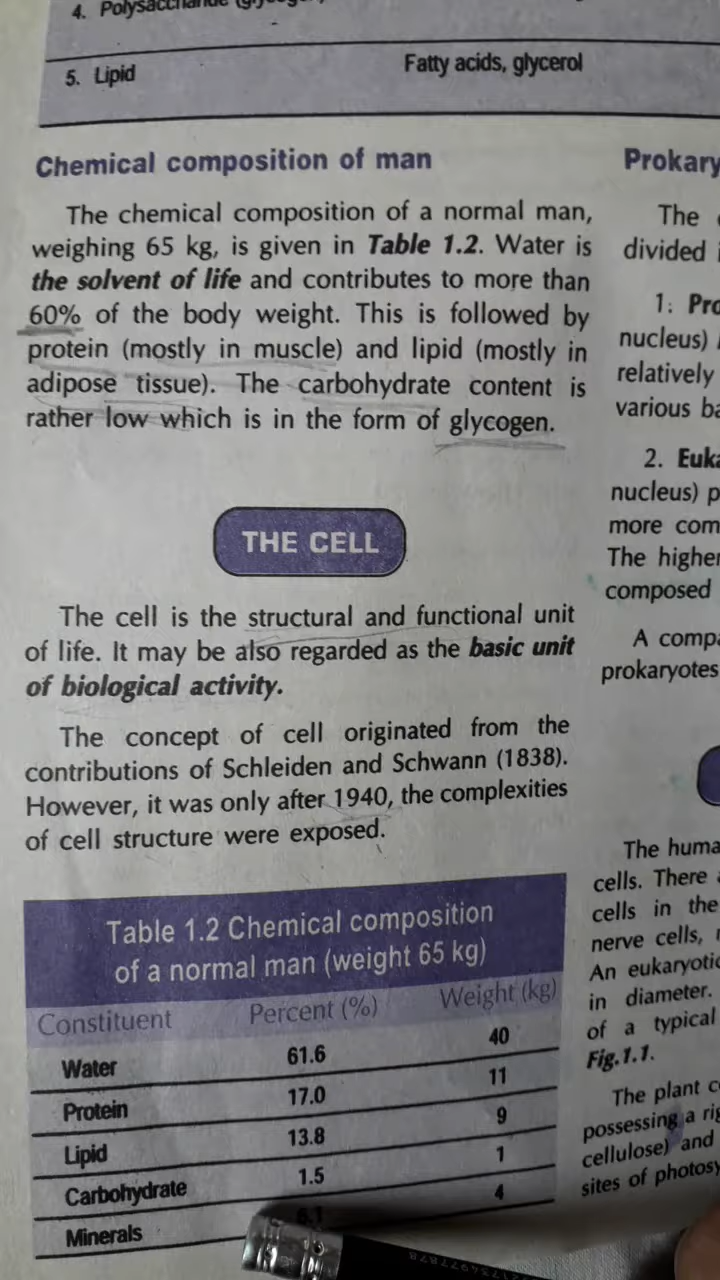 4. Polysaccharide
5. Lipid Fatty acids, glycerol
Chemical composition of man
The chemical composition of a normal man,
weighing 65 kg, is given in Table 1.2. Water is
the solvent of life and contributes to more than
60% of the body weight. This is followed by
protein (mostly in muscle) and lipid (mostly in
adipose tissue). The carbohydrate content is
rather low which is in the form of glycogen.
THE CELL
The cell is the structural and functional unit
of life. It may be also regarded as the basic unit
of biological activity.
The concept of cell originated from the
contributions of Schleiden and Schwann (1838).
However, it was only after 1940, the complexities
of cell structure were exposed.
Table 1.2 Chemical composition
of a normal man (weight 65 kg)
Constituent Percent (%) Weight (kg)
Water 61.6 40
Protein 17.0 11
Lipid 13.8 9
Carbohydrate 1.5 1
Minerals 6.1 4
The
divided
1.
nucleus)
relatively
various
2.
nucleus) p
more com
The higher
composed
A compa
prokaryotes
The huma
cells. There
cells in the
nerve cells,
An eukaryotic
in diameter.
of a typical
Fig.1.1.
The plant c
possessing a rig
cellulose) and
sites of photosy